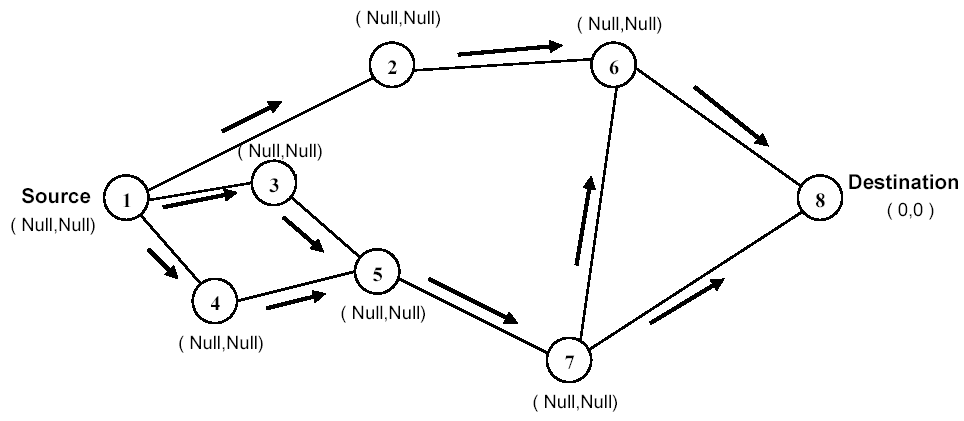 ( Null,Null)
2
( Null,Null)
6
( Null,Null)
3
Source
( Null,Null)
1
8
Destination
( 0,0 )
4
( Null,Null)
5
( Null,Null)
7
( Null,Null)